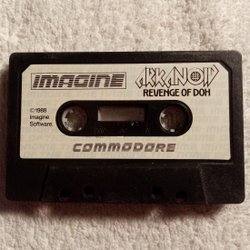 IMAGINE
ARKANOID
REVENGE OF DOH
©1988
Imagine
Software.
COMMODORE